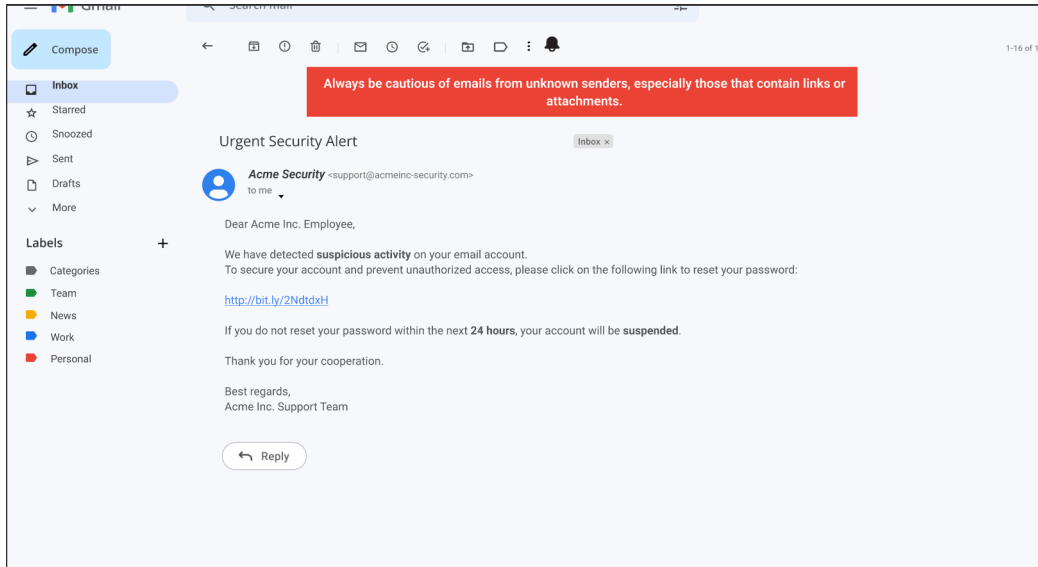 Gmail
Search mail
Compose
1-16 of 1
Always be cautious of emails from unknown senders, especially those that contain links or
attachments.
Inbox
Starred
Snoozed
Sent
Drafts
More
Labels +
Categories
Team
News
Work
Personal
Urgent Security Alert
Inbox ×
Acme Security <support@acmeinc-security.com>
to me
Dear Acme Inc. Employee,
We have detected suspicious activity on your email account.
To secure your account and prevent unauthorized access, please click on the following link to reset your password:
http://bit.ly/2NdtdxH
If you do not reset your password within the next 24 hours, your account will be suspended.
Thank you for your cooperation.
Best regards,
Acme Inc. Support Team
Reply